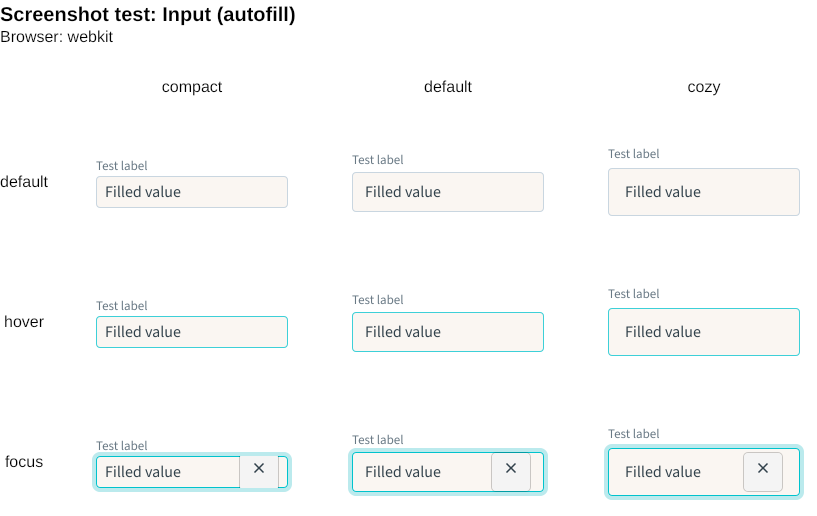 Screenshot test: Input (autofill)
Browser: webkit
compact default cozy
Test label Test label Test label
default Filled value Filled value Filled value
Test label Test label Test label
hover Filled value Filled value Filled value
Test label Test label Test label
focus Filled value Filled value Filled value